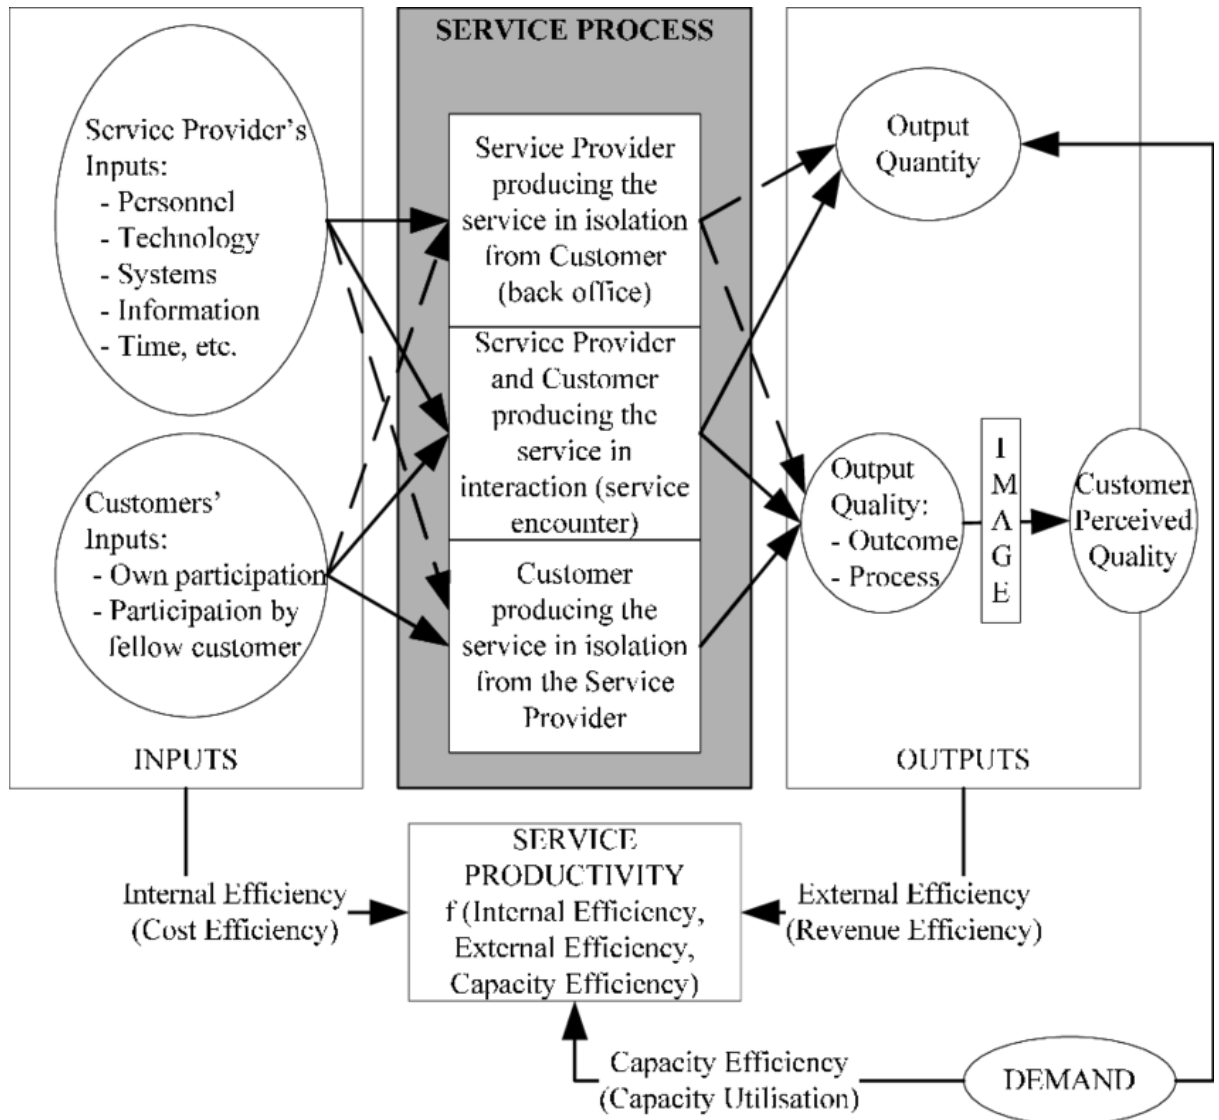 SERVICE PROCESS
Service Provider's
Inputs:
- Personnel
- Technology
- Systems
- Information
- Time, etc.
Customers'
Inputs:
- Own participation
- Participation by
fellow customer
INPUTS
Service Provider
producing the
service in isolation
from Customer
(back office)
Service Provider
and Customer
producing the
service in
interaction (service
encounter)
Customer
producing the
service in isolation
from the Service
Provider
Output
Quantity
Output
Quality:
- Outcome
- Process
I
M
A
G
E
Customer
Perceived
Quality
OUTPUTS
Internal Efficiency
(Cost Efficiency)
SERVICE
PRODUCTIVITY
f (Internal Efficiency,
External Efficiency,
Capacity Efficiency)
External Efficiency
(Revenue Efficiency)
Capacity Efficiency
(Capacity Utilisation)
DEMAND